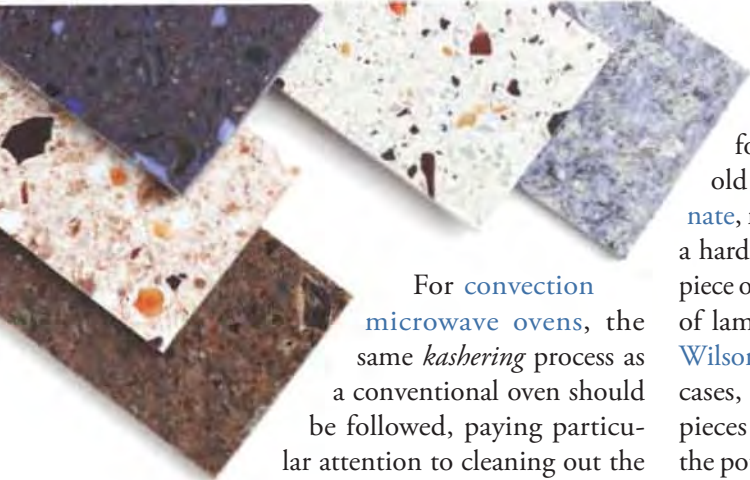 For convection
microwave ovens, the
same kashering process as
a conventional oven should
be followed, paying particu-
lar attention to cleaning out the
fo
old
nate, 
a hard
piece o
of lam
Wilson
cases,
pieces
the po